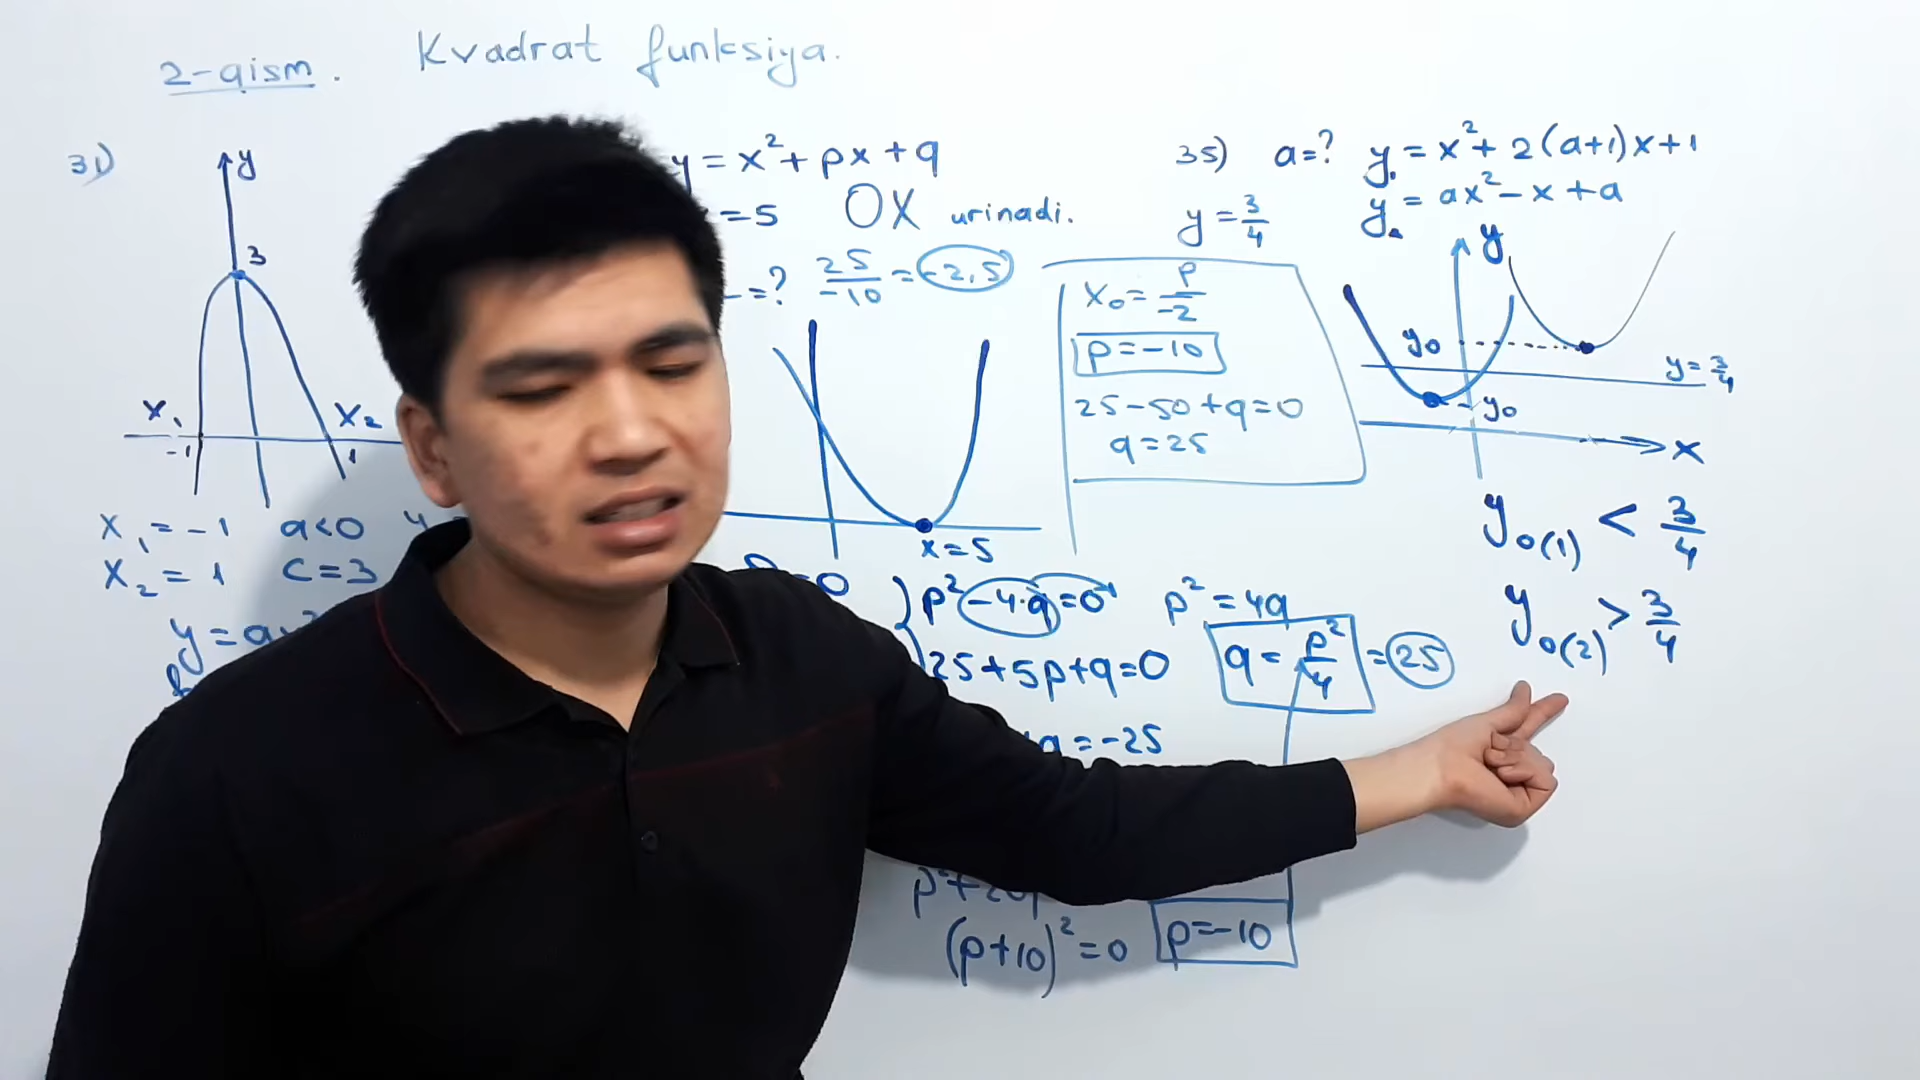 2-qism. Kvadrat funksiya.
31)
y
3
x₁
x₂
-1
1
x₁ = -1 a<0
x₂ = 1 c=3
y = x² + px + q
=5 OX urinadi.
=? 25/-10 = -2,5
x₀ = p/-2
p = -10
25 - 50 + q = 0
q = 25
x=5
p² - 4·q = 0 p² = 4q
25 + 5p + q = 0 q = p²/4 = 25
= -25
(p+10)² = 0 p = -10
35) a=? y₁ = x² + 2(a+1)x + 1
y = 3/4 y₂ = ax² - x + a
y
y₀
y = 3/4
y₀
x
y₀₍₁₎ < 3/4
y₀₍₂₎ > 3/4